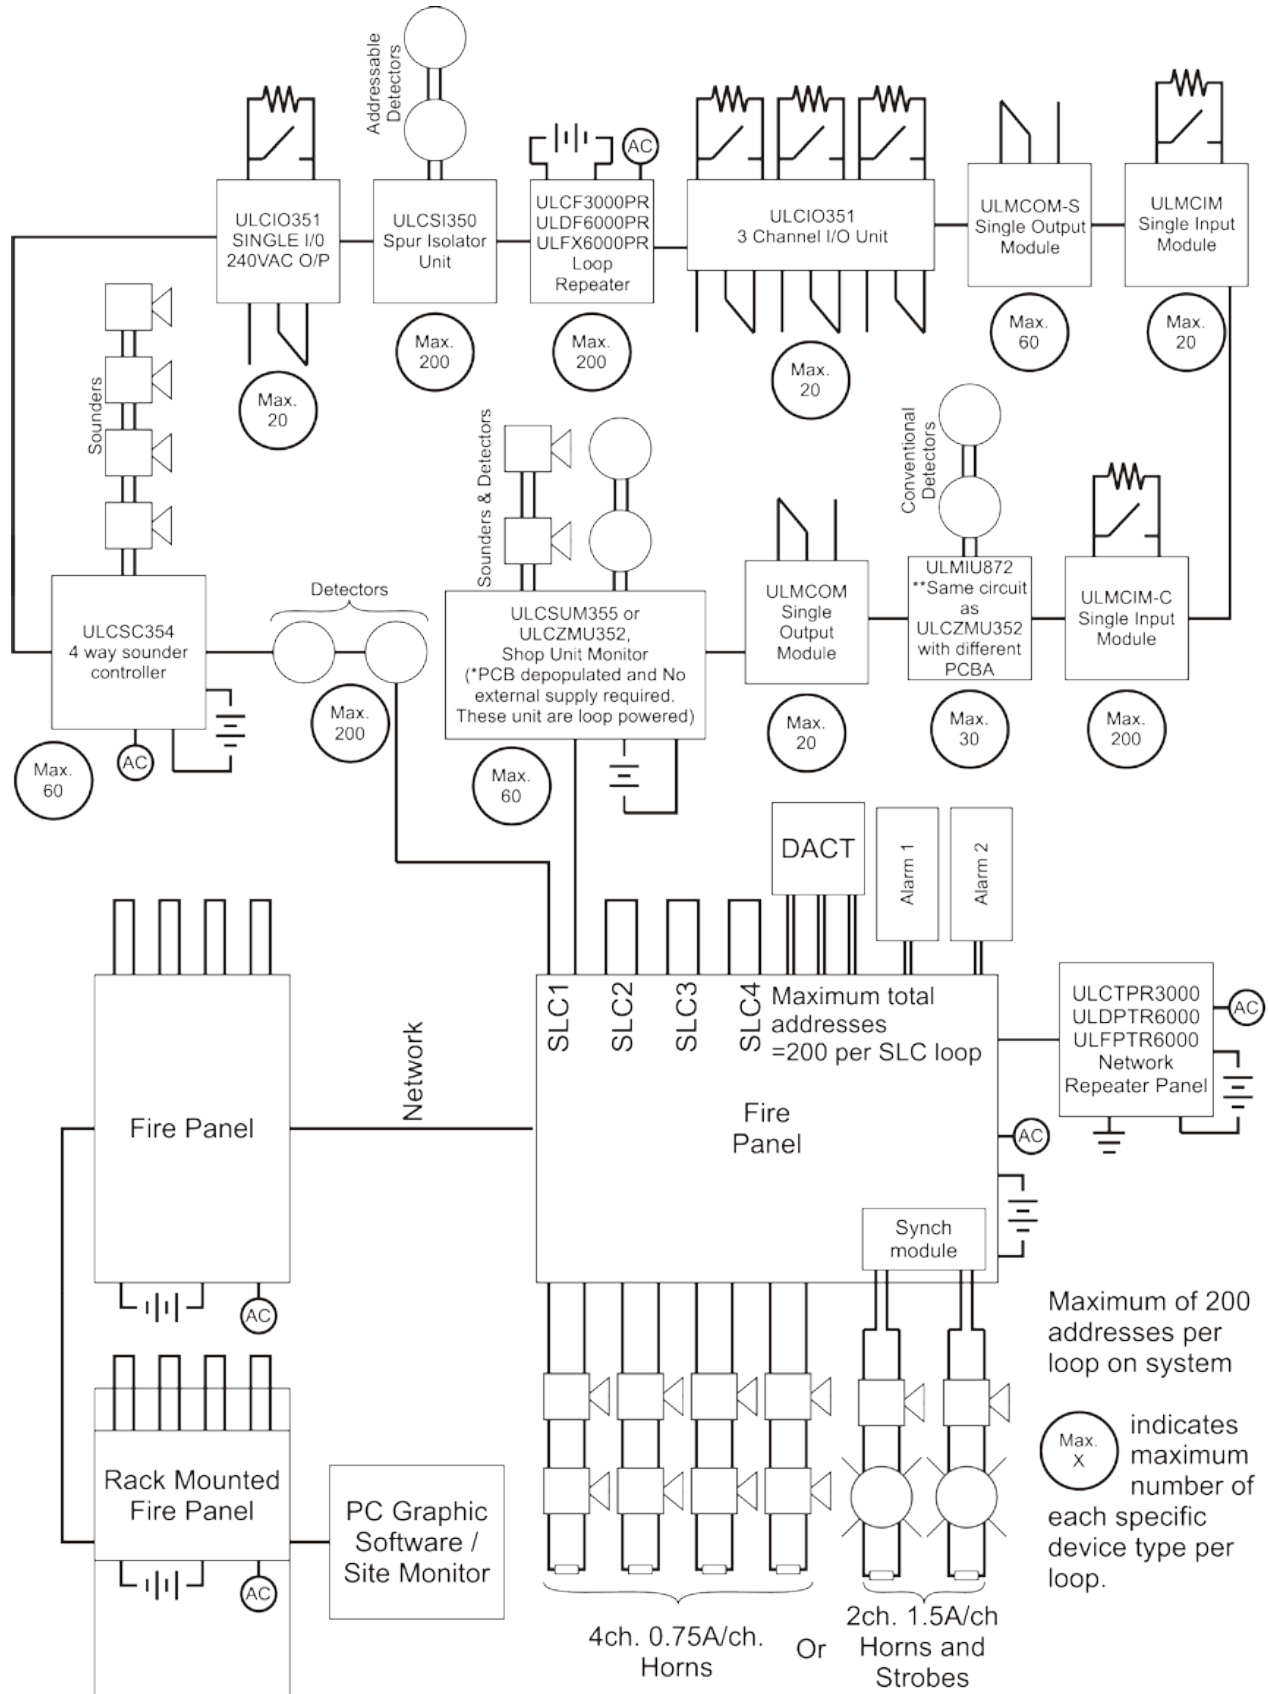 Addressable
Detectors
AC
ULCIO351
SINGLE I/0
240VAC O/P
ULCSI350
Spur Isolator
Unit
ULCF3000PR
ULDF6000PR
ULFX6000PR
Loop
Repeater
ULCIO351
3 Channel I/O Unit
ULMCOM-S
Single Output
Module
ULMCIM
Single Input
Module
Max.
20
Max.
200
Max.
200
Max.
20
Max.
60
Max.
20
Sounders
Sounders & Detectors
Conventional
Detectors
ULCSC354
4 way sounder
controller
Detectors
ULCSUM355 or
ULCZMU352,
Shop Unit Monitor
(*PCB depopulated and No
external supply required.
These unit are loop powered)
ULMCOM
Single
Output
Module
ULMIU872
**Same circuit
as
ULCZMU352
with different
PCBA
ULMCIM-C
Single Input
Module
Max.
60
AC
Max.
200
Max.
60
Max.
20
Max.
30
Max.
200
DACT
Alarm 1
Alarm 2
SLC1
SLC2
SLC3
SLC4
Maximum total
addresses
=200 per SLC loop
ULCTPR3000
ULDPTR6000
ULFPTR6000
Network
Repeater Panel
AC
Network
Fire Panel
Fire
Panel
AC
Synch
module
AC
Maximum of 200
addresses per
loop on system
Max.
X
indicates
maximum
number of
each specific
device type per
loop.
Rack Mounted
Fire Panel
AC
PC Graphic
Software /
Site Monitor
4ch. 0.75A/ch.
Horns
Or
2ch. 1.5A/ch
Horns and
Strobes